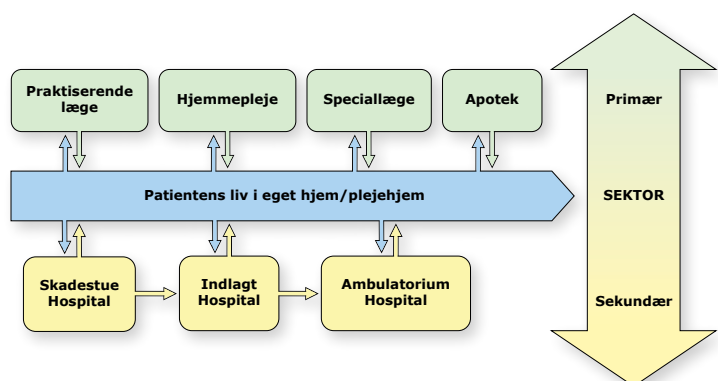 Praktiserende
læge
Hjemmepleje
Speciallæge
Apotek
Primær
Patientens liv i eget hjem/plejehjem
SEKTOR
Skadestue
Hospital
Indlagt
Hospital
Ambulatorium
Hospital
Sekundær